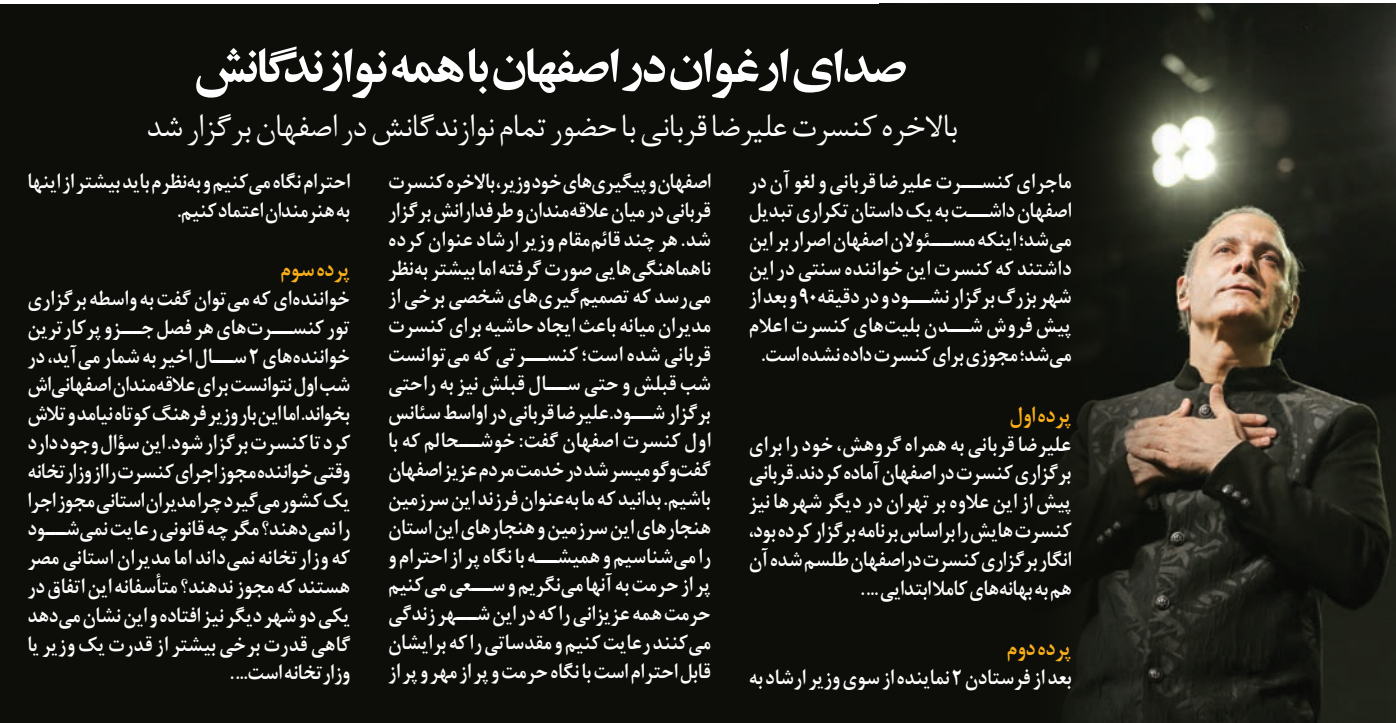 صدای ارغوان در اصفهان با همه نوازندگانش
بالاخره کنسرت علیرضا قربانی با حضور تمام نوازندگانش در اصفهان برگزار شد
ماجرای کنسرت علیرضا قربانی و لغو آن در
اصفهان داشت به یک داستان تکراری تبدیل
می‌شد؛ اینکه مسئولان اصفهان اصرار بر این
داشتند که کنسرت این خواننده سنتی در این
شهر بزرگ برگزار نشود و در دقیقه ۹۰ و بعد از
پیش فروش شدن بلیت‌های کنسرت اعلام
می‌شد؛ مجوزی برای کنسرت داده نشده است.
پرده اول
علیرضا قربانی به همراه گروهش، خود را برای
برگزاری کنسرت در اصفهان آماده کردند. قربانی
پیش از این علاوه بر تهران در دیگر شهرها نیز
کنسرت هایش را براساس برنامه برگزار کرده بود،
انگار برگزاری کنسرت در اصفهان طلسم شده آن
هم به بهانه‌های کاملا ابتدایی ....
پرده دوم
بعد از فرستادن ۲ نماینده از سوی وزیر ارشاد به
اصفهان و پیگیری‌های خود وزیر، بالاخره کنسرت
قربانی در میان علاقه‌مندان و طرفدارانش برگزار
شد. هر چند قائم‌مقام وزیر ارشاد عنوان کرده
ناهماهنگی‌هایی صورت گرفته اما بیشتر به‌نظر
می‌رسد که تصمیم‌گیری‌های شخصی برخی از
مدیران میانه باعث ایجاد حاشیه برای کنسرت
قربانی شده است؛ کنسرتی که می‌توانست
شب قبلش و حتی سال قبلش نیز به راحتی
برگزار شود. علیرضا قربانی در اواسط سئانس
اول کنسرت اصفهان گفت: خوشحالم که با
گفت‌وگو میسر شد در خدمت مردم عزیز اصفهان
باشیم. بدانید که ما به‌عنوان فرزند این سرزمین
هنجارهای این سرزمین و هنجارهای این استان
را می‌شناسیم و همیشه با نگاه پر از احترام و
پر از حرمت به آنها می‌نگریم و سعی می‌کنیم
حرمت همه عزیزانی را که در این شهر زندگی
می‌کنند رعایت کنیم و مقدساتی را که برایشان
قابل احترام است با نگاه حرمت و پر از مهر و پر از
احترام نگاه می‌کنیم و به‌نظرم باید بیشتر از اینها
به هنرمندان اعتماد کنیم.
پرده سوم
خواننده‌ای که می‌توان گفت به واسطه برگزاری
تور کنسرت‌های هر فصل جزو پرکارترین
خواننده‌های ۲ سال اخیر به شمار می‌آید، در
شب اول نتوانست برای علاقه‌مندان اصفهانی‌اش
بخواند. اما این بار وزیر فرهنگ کوتاه نیامد و تلاش
کرد تا کنسرت برگزار شود. این سؤال وجود دارد
وقتی خواننده مجوز اجرای کنسرت را از وزارتخانه
یک کشور می‌گیرد چرا مدیران استانی مجوز اجرا
را نمی‌دهند؟ مگر چه قانونی رعایت نمی‌شود
که وزارتخانه نمی‌داند اما مدیران استانی مصر
هستند که مجوز ندهند؟ متأسفانه این اتفاق در
یکی دو شهر دیگر نیز افتاده و این نشان می‌دهد
گاهی قدرت برخی بیشتر از قدرت یک وزیر یا
وزارتخانه است....